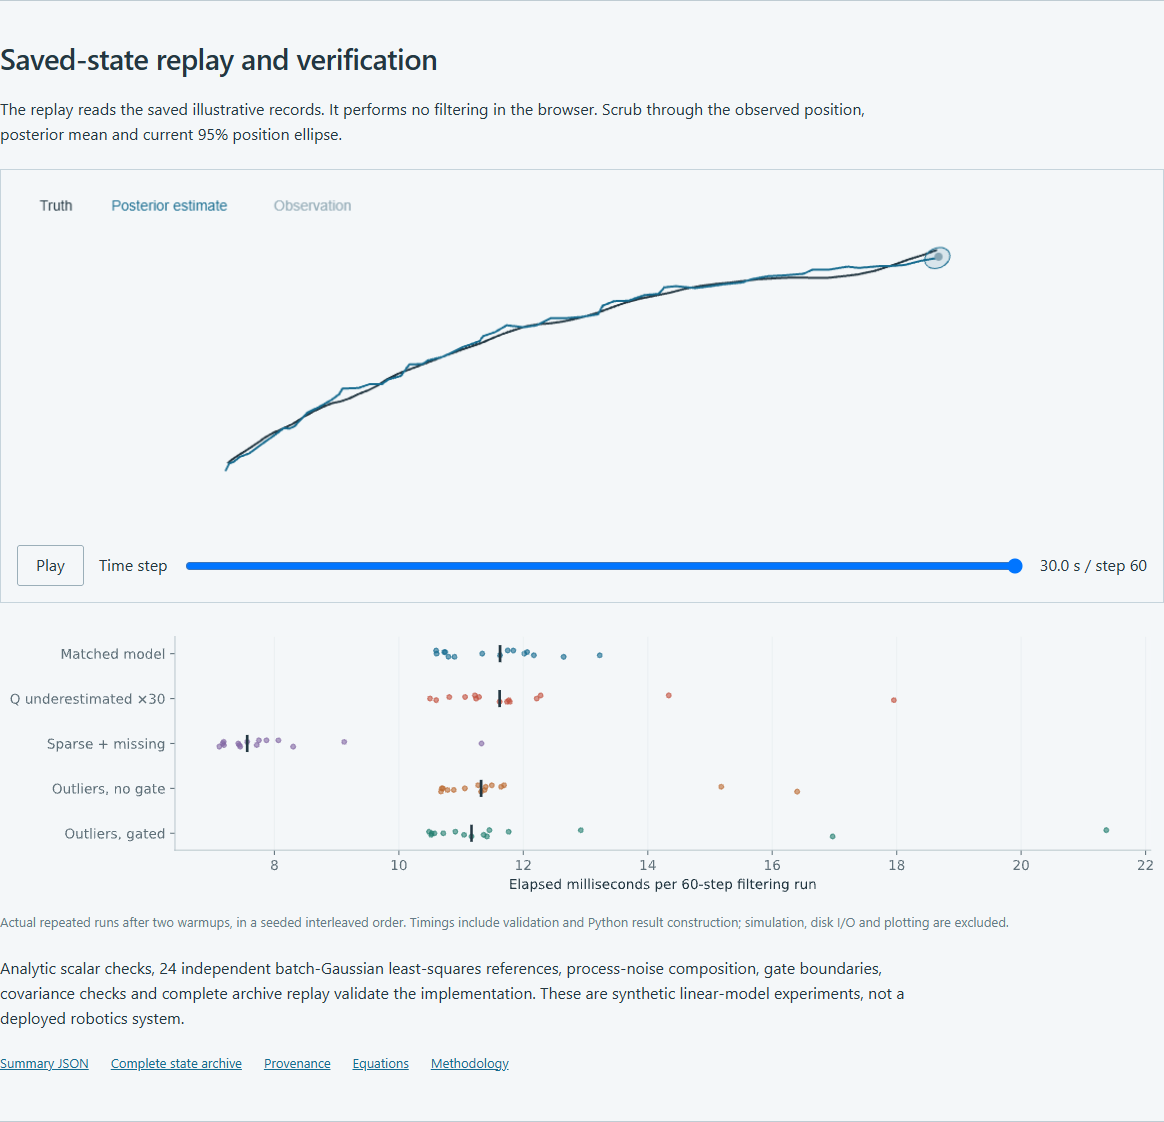 Saved-state replay and verification
The replay reads the saved illustrative records. It performs no filtering in the browser. Scrub through the observed position,
posterior mean and current 95% position ellipse.
Truth Posterior estimate Observation
Play Time step 30.0 s / step 60
Matched model
Q underestimated ×30
Sparse + missing
Outliers, no gate
Outliers, gated
8 10 12 14 16 18 20 22
Elapsed milliseconds per 60-step filtering run
Actual repeated runs after two warmups, in a seeded interleaved order. Timings include validation and Python result construction; simulation, disk I/O and plotting are excluded.
Analytic scalar checks, 24 independent batch-Gaussian least-squares references, process-noise composition, gate boundaries,
covariance checks and complete archive replay validate the implementation. These are synthetic linear-model experiments, not a
deployed robotics system.
Summary JSON Complete state archive Provenance Equations Methodology